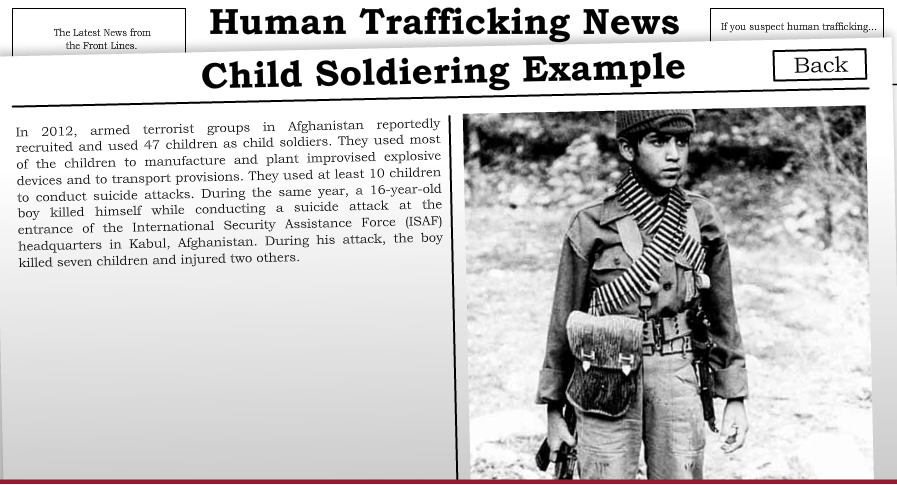 The Latest News from
the Front Lines.
Human Trafficking News
If you suspect human trafficking...
Child Soldiering Example
Back
In 2012, armed terrorist groups in Afghanistan reportedly
recruited and used 47 children as child soldiers. They used most
of the children to manufacture and plant improvised explosive
devices and to transport provisions. They used at least 10 children
to conduct suicide attacks. During the same year, a 16-year-old
boy killed himself while conducting a suicide attack at the
entrance of the International Security Assistance Force (ISAF)
headquarters in Kabul, Afghanistan. During his attack, the boy
killed seven children and injured two others.